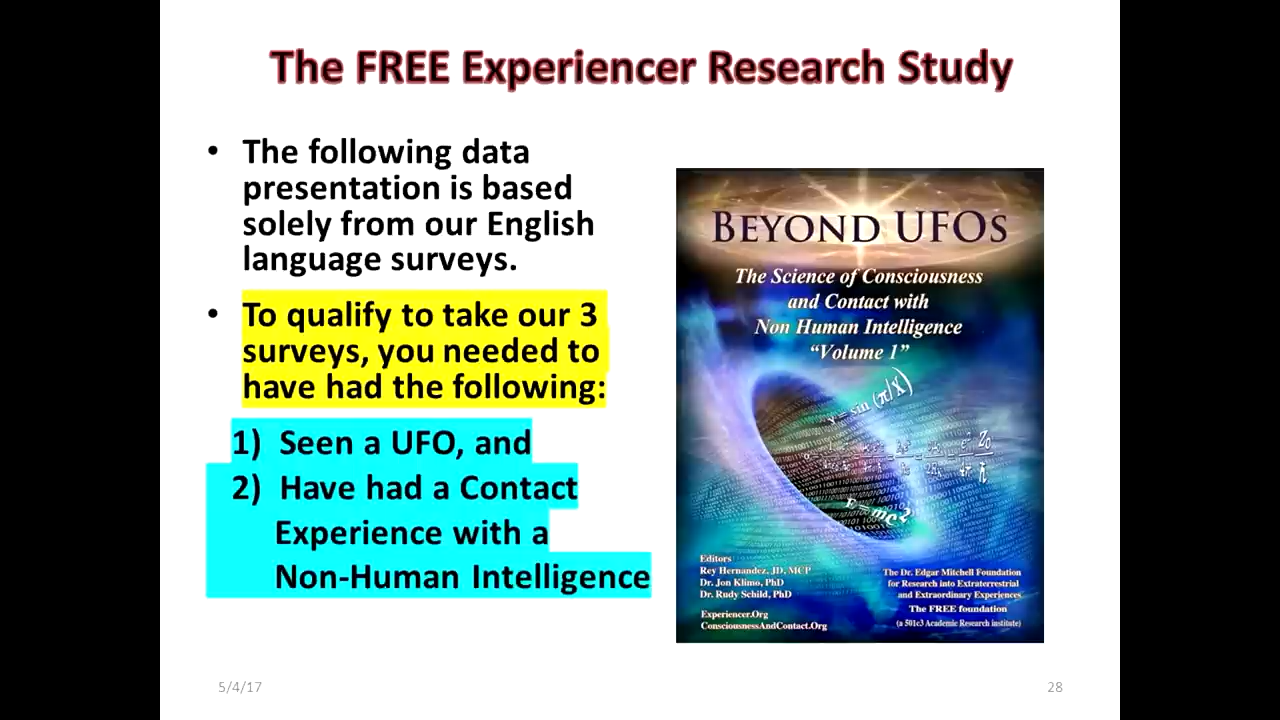 The FREE Experiencer Research Study
• The following data
presentation is based
solely from our English
language surveys.
• To qualify to take our 3
surveys, you needed to
have had the following:
1) Seen a UFO, and
2) Have had a Contact
Experience with a
Non-Human Intelligence
BEYOND UFOS
The Science of Consciousness
and Contact with
Non Human Intelligence
"Volume 1"
E=mc²
Editors
Rey Hernandez, JD, MCP
Dr. Jon Klimo, PhD
Dr. Rudy Schild, PhD
Experiencer.Org
ConsciousnessAndContact.Org
The Dr. Edgar Mitchell Foundation
for Research into Extraterrestrial
and Extraordinary Experiences
The FREE foundation
(a 501c3 Academic Research institute)
5/4/17
28